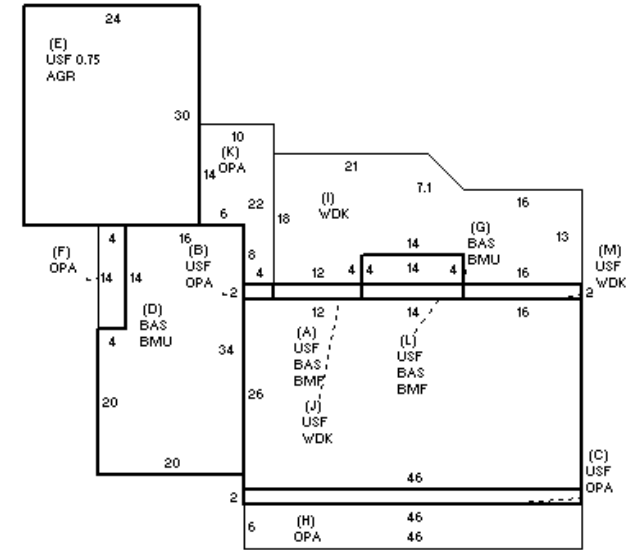 24
(E)
USF 0.75
AGR
30
10
(K)
OPA
14
6
22
18
21
7.1
(I)
WDK
16
13
(G)
BAS
BMU
(M)
USF
WDK
(F)
OPA
4
14
14
16
(B)
USF
OPA
8
4
12
4
4
14
14
4
16
2
2
(D)
BAS
BMU
4
34
20
20
12
14
16
(A)
USF
BAS
BMF
(J)
USF
WDK
(L)
USF
BAS
BMF
26
46
(C)
USF
OPA
2
6
(H)
OPA
46
46